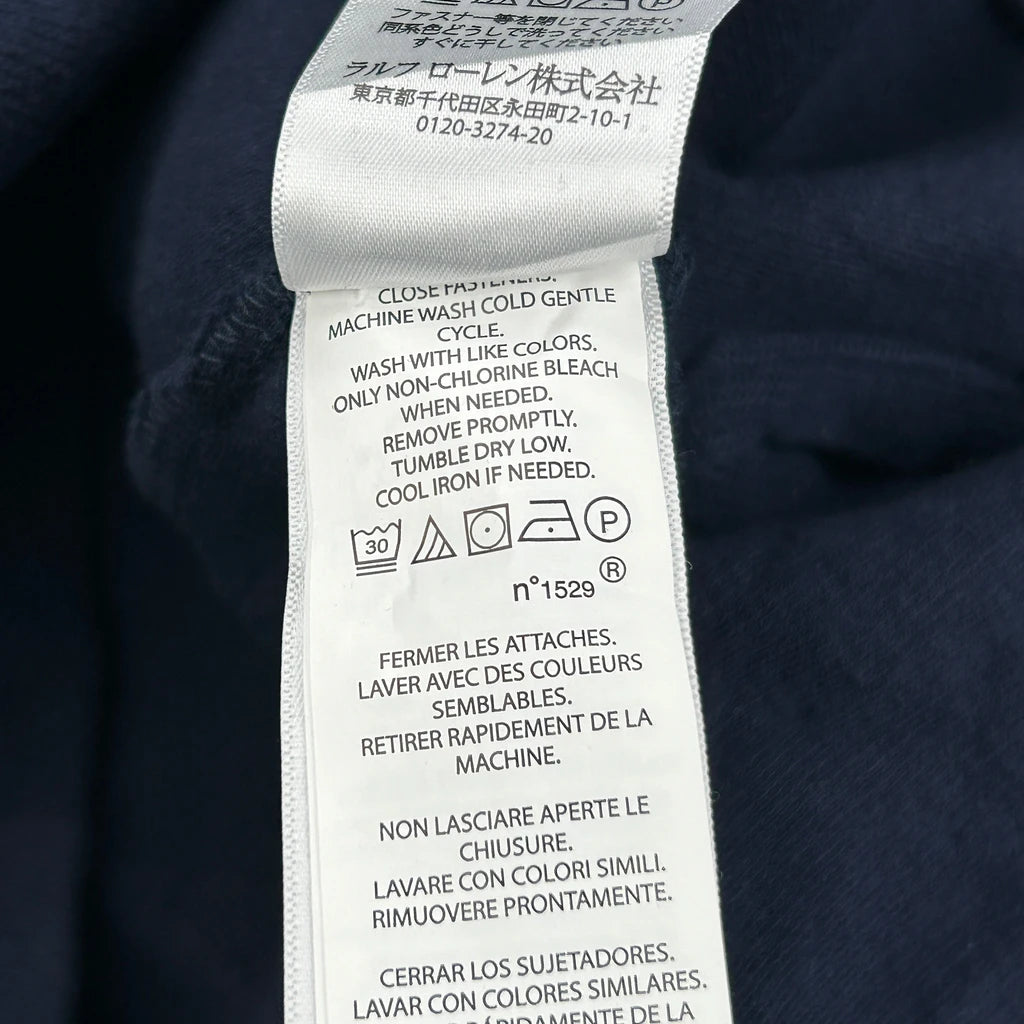 ファスナー等を閉じてください
同系色どうしで洗ってください
すぐに干してください
ラルフ ローレン株式会社
東京都千代田区永田町2-10-1
0120-3274-20
CLOSE FASTENERS.
MACHINE WASH COLD GENTLE
CYCLE.
WASH WITH LIKE COLORS.
ONLY NON-CHLORINE BLEACH
WHEN NEEDED.
REMOVE PROMPTLY.
TUMBLE DRY LOW.
COOL IRON IF NEEDED.
30 P
n°1529 ®
FERMER LES ATTACHES.
LAVER AVEC DES COULEURS
SEMBLABLES.
RETIRER RAPIDEMENT DE LA
MACHINE.
NON LASCIARE APERTE LE
CHIUSURE.
LAVARE CON COLORI SIMILI.
RIMUOVERE PRONTAMENTE.
CERRAR LOS SUJETADORES.
LAVAR CON COLORES SIMILARES.
DE LA